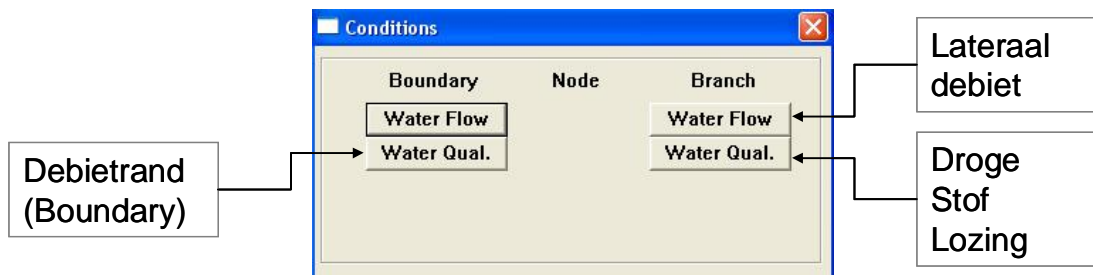 Conditions
Boundary Node Branch
Water Flow Water Flow
Water Qual. Water Qual.
Debietrand
(Boundary)
Lateraal
debiet
Droge
Stof
Lozing